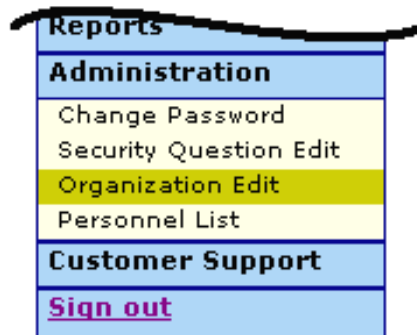 Reports
Administration
Change Password
Security Question Edit
Organization Edit
Personnel List
Customer Support
Sign out